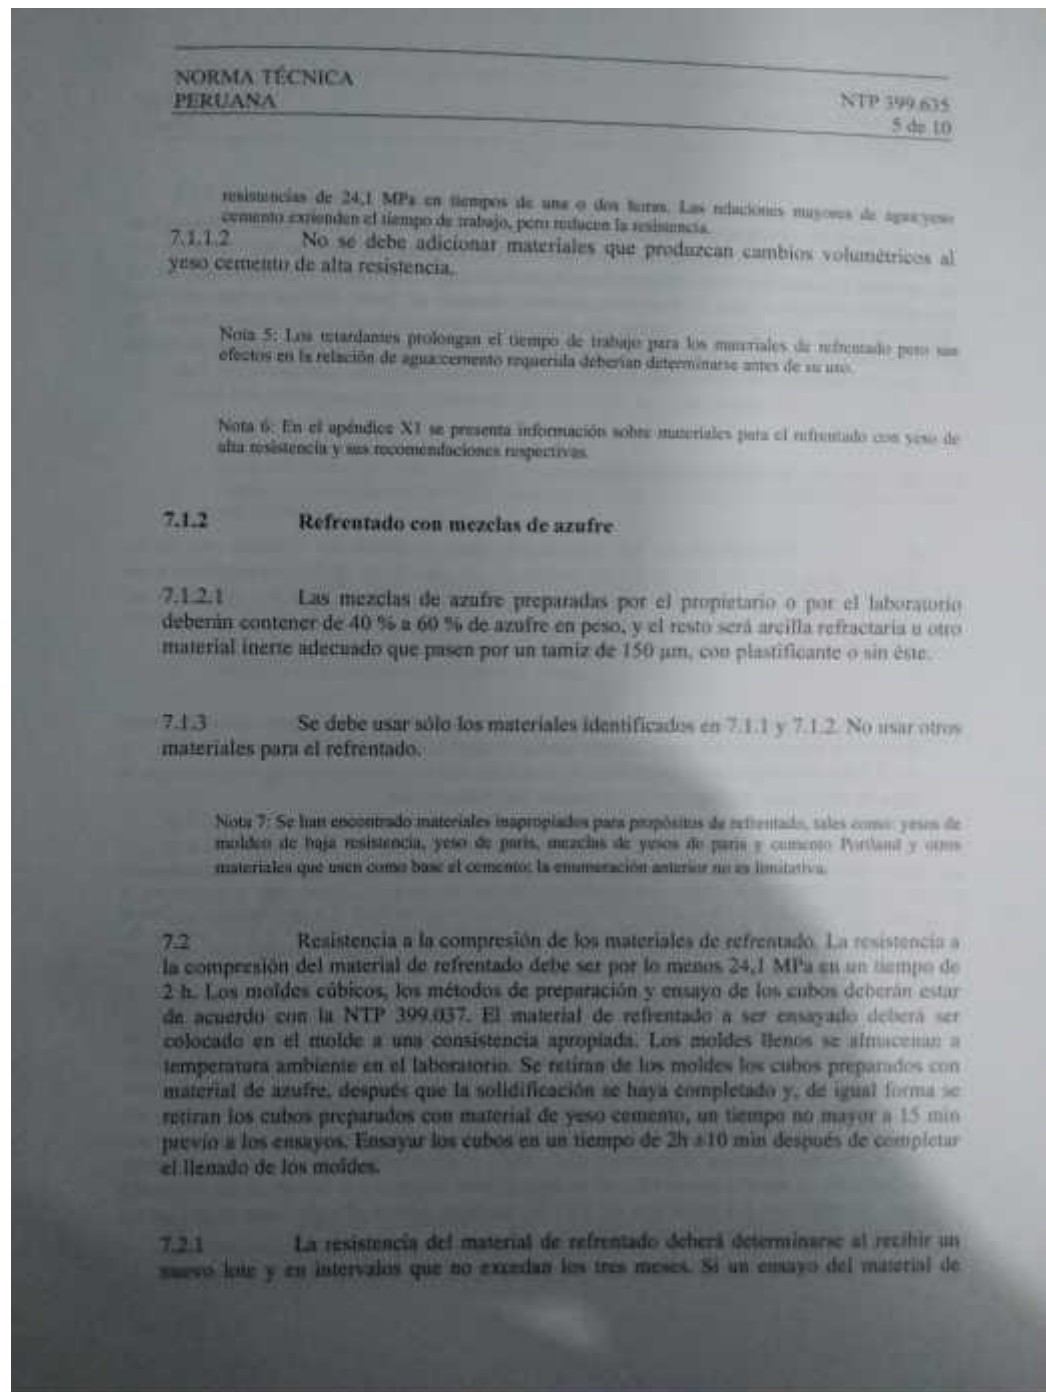 NORMA TÉCNICA
PERUANA
NTP 399.635
5 de 10
resistencias de 24,1 MPa en tiempos de una o dos horas. Las relaciones mayores de agua:yeso
cemento extienden el tiempo de trabajo, pero reducen la resistencia.
7.1.1.2 No se debe adicionar materiales que produzcan cambios volumétricos al
yeso cemento de alta resistencia.
Nota 5: Los retardantes prolongan el tiempo de trabajo para los materiales de refrentado pero sus
efectos en la relación de agua:cemento requerida deberían determinarse antes de su uso.
Nota 6: En el apéndice X1 se presenta información sobre materiales para el refrentado con yeso de
alta resistencia y sus recomendaciones respectivas.
7.1.2 Refrentado con mezclas de azufre
7.1.2.1 Las mezclas de azufre preparadas por el propietario o por el laboratorio
deberán contener de 40 % a 60 % de azufre en peso, y el resto será arcilla refractaria u otro
material inerte adecuado que pasen por un tamiz de 150 µm, con plastificante o sin éste.
7.1.3 Se debe usar sólo los materiales identificados en 7.1.1 y 7.1.2. No usar otros
materiales para el refrentado.
Nota 7: Se han encontrado materiales inapropiados para propósitos de refrentado, tales como: yesos de
moldeo de baja resistencia, yeso de parís, mezclas de yesos de parís y cemento Portland y otros
materiales que usen como base el cemento; la enumeración anterior no es limitativa.
7.2 Resistencia a la compresión de los materiales de refrentado. La resistencia a
la compresión del material de refrentado debe ser por lo menos 24,1 MPa en un tiempo de
2 h. Los moldes cúbicos, los métodos de preparación y ensayo de los cubos deberán estar
de acuerdo con la NTP 399.037. El material de refrentado a ser ensayado deberá ser
colocado en el molde a una consistencia apropiada. Los moldes llenos se almacenan a
temperatura ambiente en el laboratorio. Se retiran de los moldes los cubos preparados con
material de azufre, después que la solidificación se haya completado y, de igual forma se
retiran los cubos preparados con material de yeso cemento, un tiempo no mayor a 15 min
previo a los ensayos. Ensayar los cubos en un tiempo de 2h ±10 min después de completar
el llenado de los moldes.
7.2.1 La resistencia del material de refrentado deberá determinarse al recibir un
nuevo lote y en intervalos que no excedan los tres meses. Si un ensayo del material de